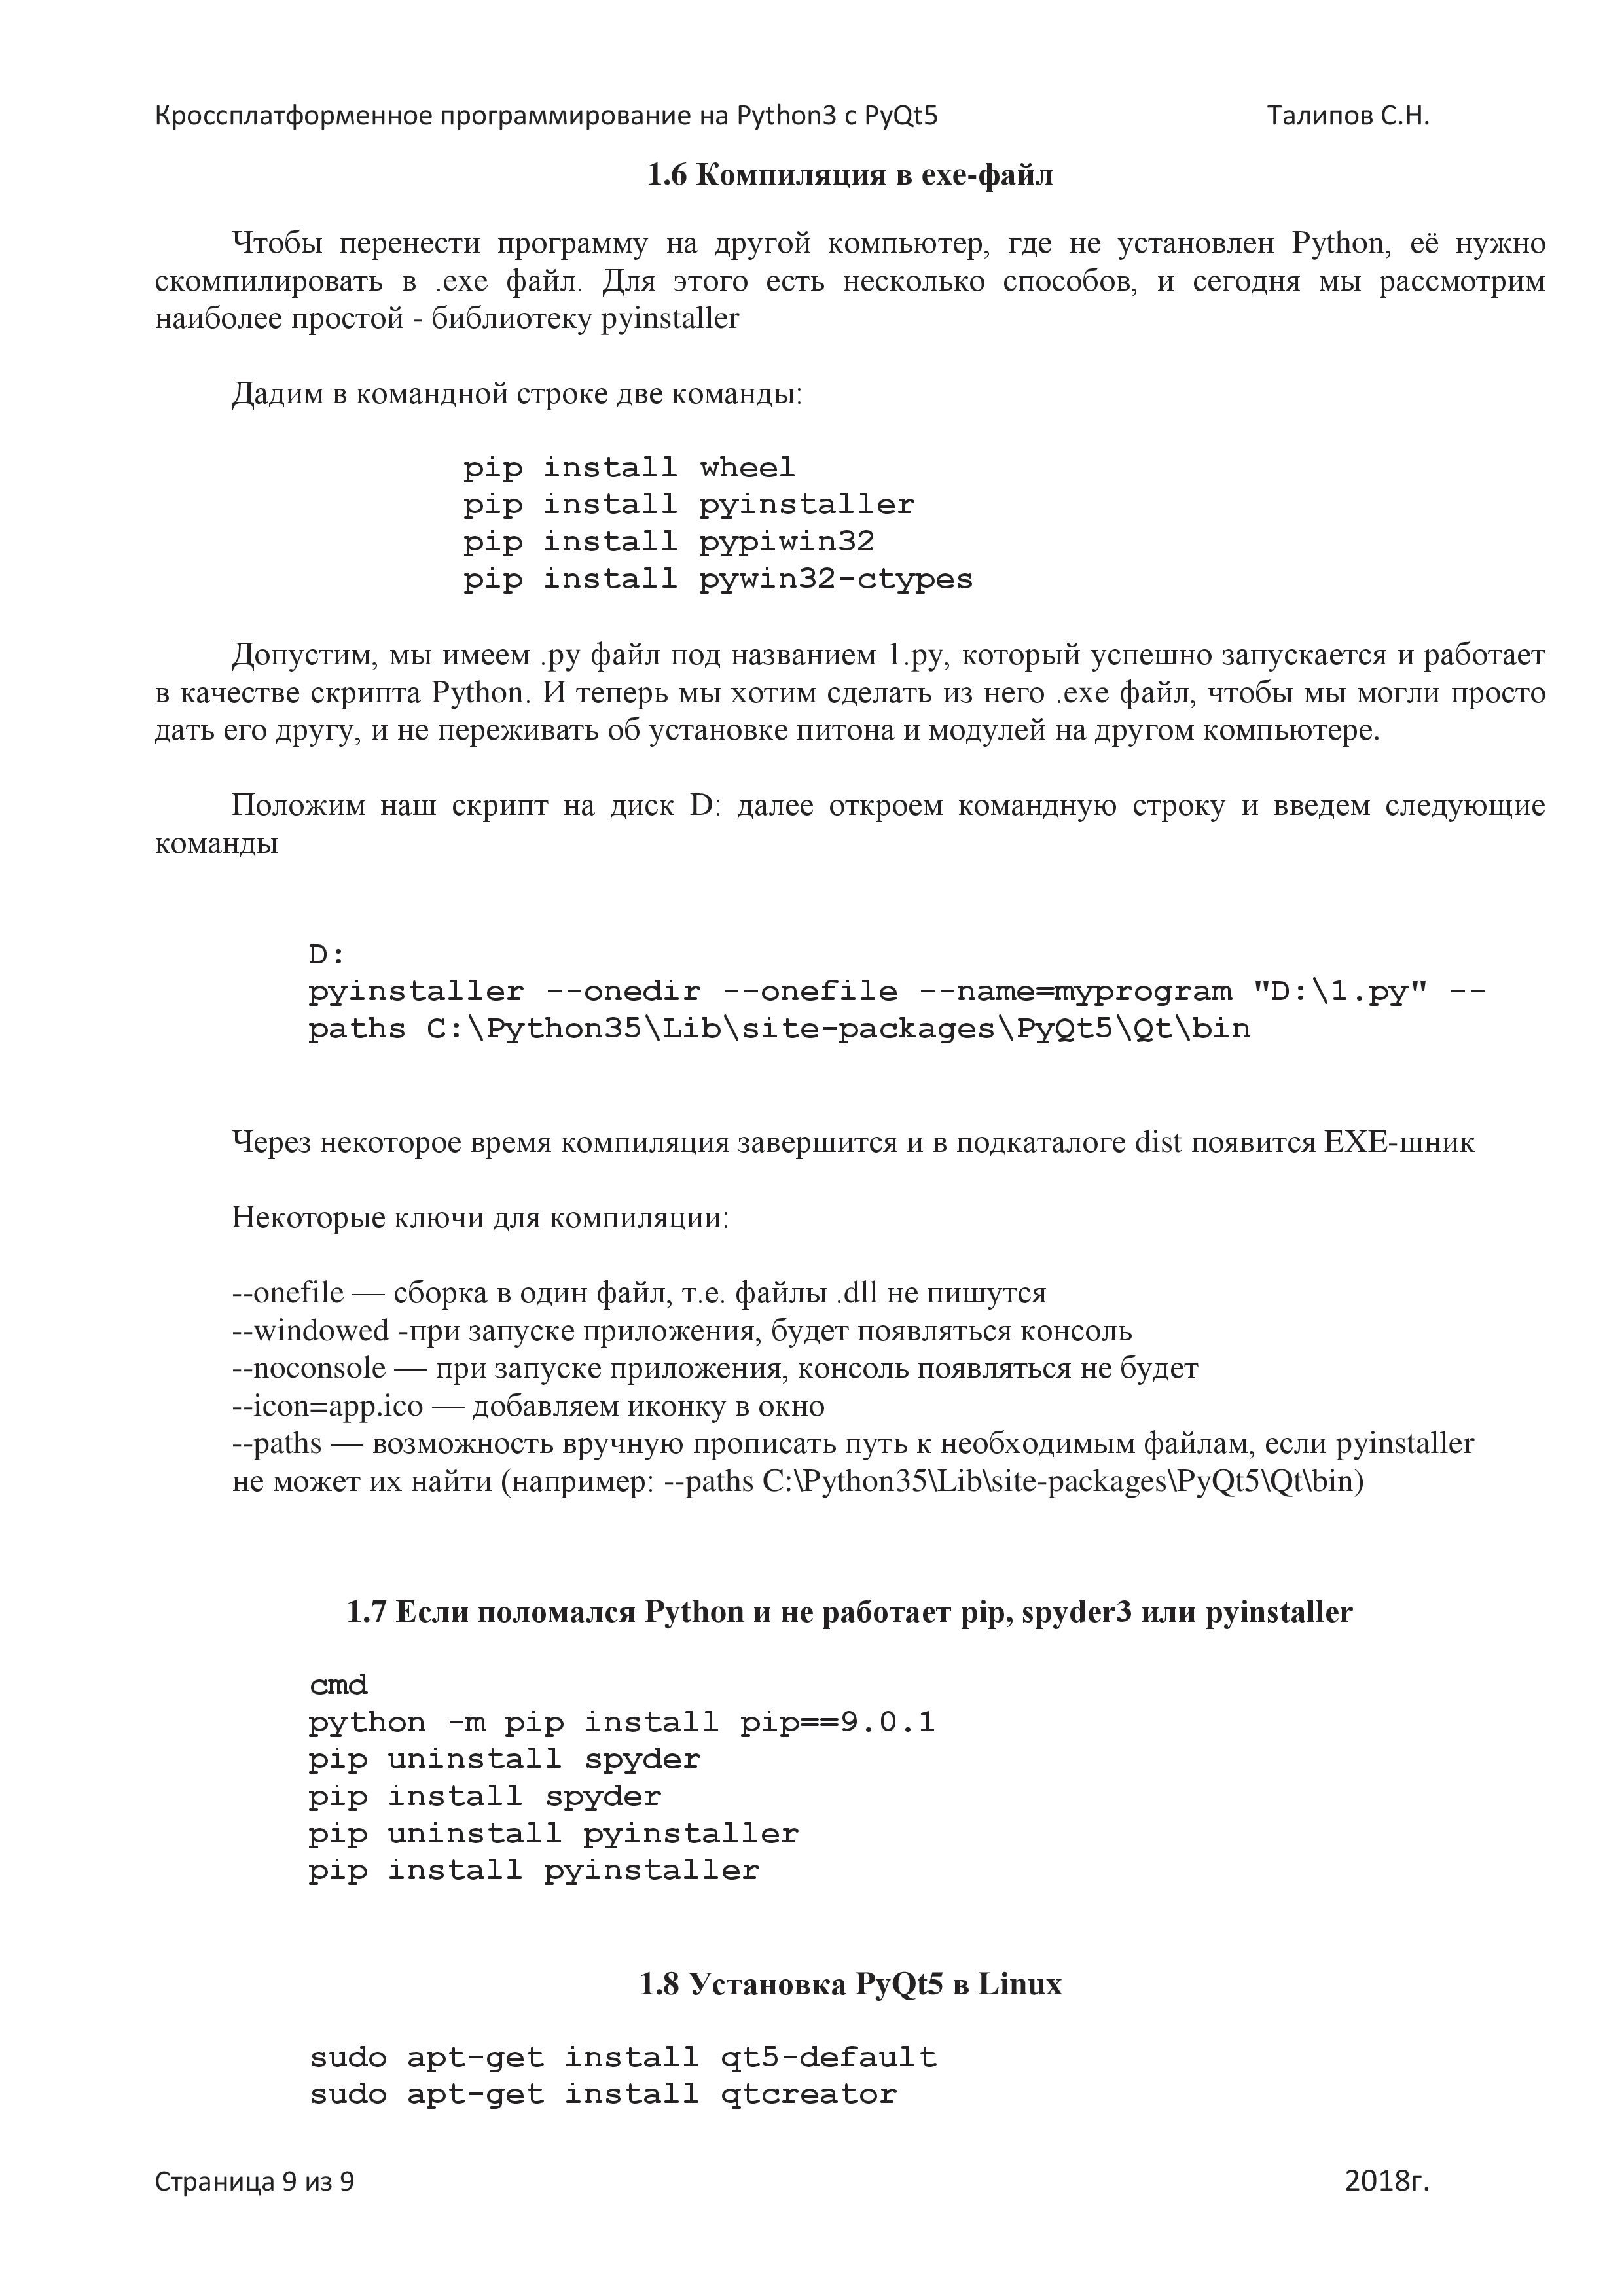 Кроссплатформенное программирование на Python3 с PyQt5 Талипов С.Н.
1.6 Компиляция в exe-файл
Чтобы перенести программу на другой компьютер, где не установлен Python, её нужно
скомпилировать в .exe файл. Для этого есть несколько способов, и сегодня мы рассмотрим
наиболее простой - библиотеку pyinstaller
Дадим в командной строке две команды:
pip install wheel
pip install pyinstaller
pip install pypiwin32
pip install pywin32-ctypes
Допустим, мы имеем .py файл под названием 1.py, который успешно запускается и работает
в качестве скрипта Python. И теперь мы хотим сделать из него .exe файл, чтобы мы могли просто
дать его другу, и не переживать об установке питона и модулей на другом компьютере.
Положим наш скрипт на диск D: далее откроем командную строку и введем следующие
команды
D:
pyinstaller --onedir --onefile --name=myprogram "D:\1.py" --
paths C:\Python35\Lib\site-packages\PyQt5\Qt\bin
Через некоторое время компиляция завершится и в подкаталоге dist появится EXE-шник
Некоторые ключи для компиляции:
--onefile — сборка в один файл, т.е. файлы .dll не пишутся
--windowed -при запуске приложения, будет появляться консоль
--noconsole — при запуске приложения, консоль появляться не будет
--icon=app.ico — добавляем иконку в окно
--paths — возможность вручную прописать путь к необходимым файлам, если pyinstaller
не может их найти (например: --paths C:\Python35\Lib\site-packages\PyQt5\Qt\bin)
1.7 Если поломался Python и не работает pip, spyder3 или pyinstaller
cmd
python -m pip install pip==9.0.1
pip uninstall spyder
pip install spyder
pip uninstall pyinstaller
pip install pyinstaller
1.8 Установка PyQt5 в Linux
sudo apt-get install qt5-default
sudo apt-get install qtcreator
Страница 9 из 9 2018г.